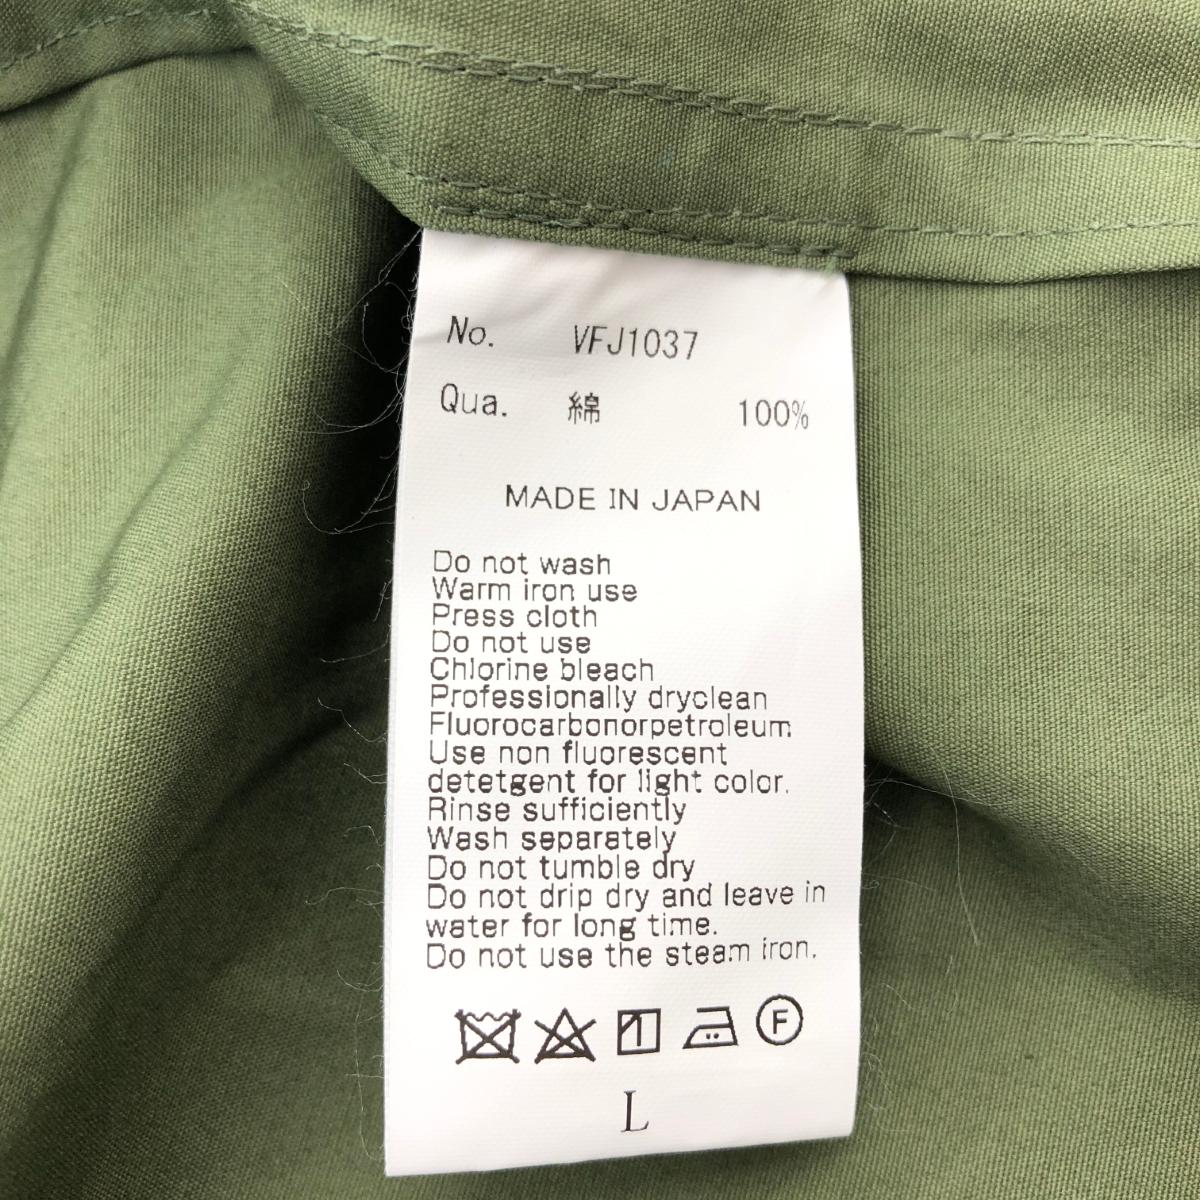 No. VFJ1037
Qua. 綿 100%
MADE IN JAPAN
Do not wash
Warm iron use
Press cloth
Do not use
Chlorine bleach
Professionally dryclean
Fluorocarbonorpetroleum
Use non fluorescent
detetgent for light color.
Rinse sufficiently
Wash separately
Do not tumble dry
Do not drip dry and leave in
water for long time.
Do not use the steam iron.
F
L